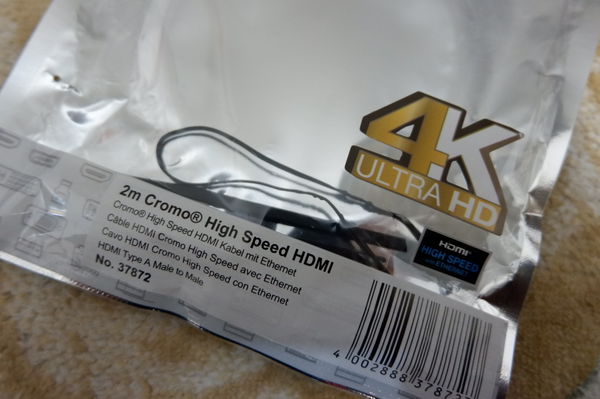 4K
ULTRA HD
HDMI
HIGH SPEED
with ETHERNET
2m Cromo® High Speed HDMI
Cromo® High Speed HDMI Kabel mit Ethernet
Câble HDMI Cromo High Speed avec Ethernet
Cavo HDMI Cromo High Speed con Ethernet
HDMI Type A Male to Male
No. 37872